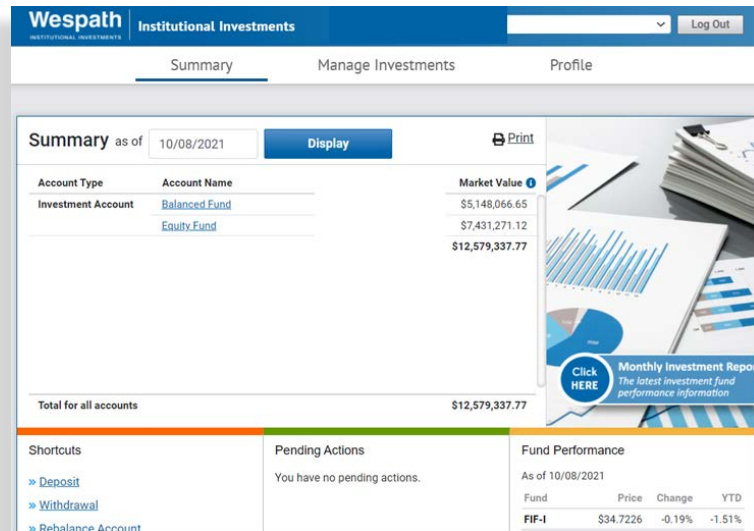 Wespath
INSTITUTIONAL INVESTMENTS
Institutional Investments
Log Out
Summary Manage Investments Profile
Summary as of 10/08/2021 Display Print
Account Type Account Name Market Value
Investment Account Balanced Fund $5,148,066.65
Equity Fund $7,431,271.12
$12,579,337.77
Click
HERE
Monthly Investment Repo
The latest investment fund
performance information
Total for all accounts $12,579,337.77
Shortcuts
» Deposit
» Withdrawal
» Rebalance Account
Pending Actions
You have no pending actions.
Fund Performance
As of 10/08/2021
Fund Price Change YTD
FIF-I $34.7226 -0.19% -1.51%